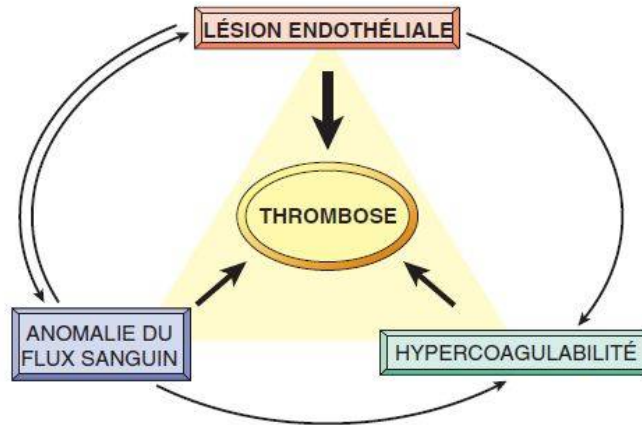 LÉSION ENDOTHÉLIALE
THROMBOSE
ANOMALIE DU
FLUX SANGUIN
HYPERCOAGULABILITÉ